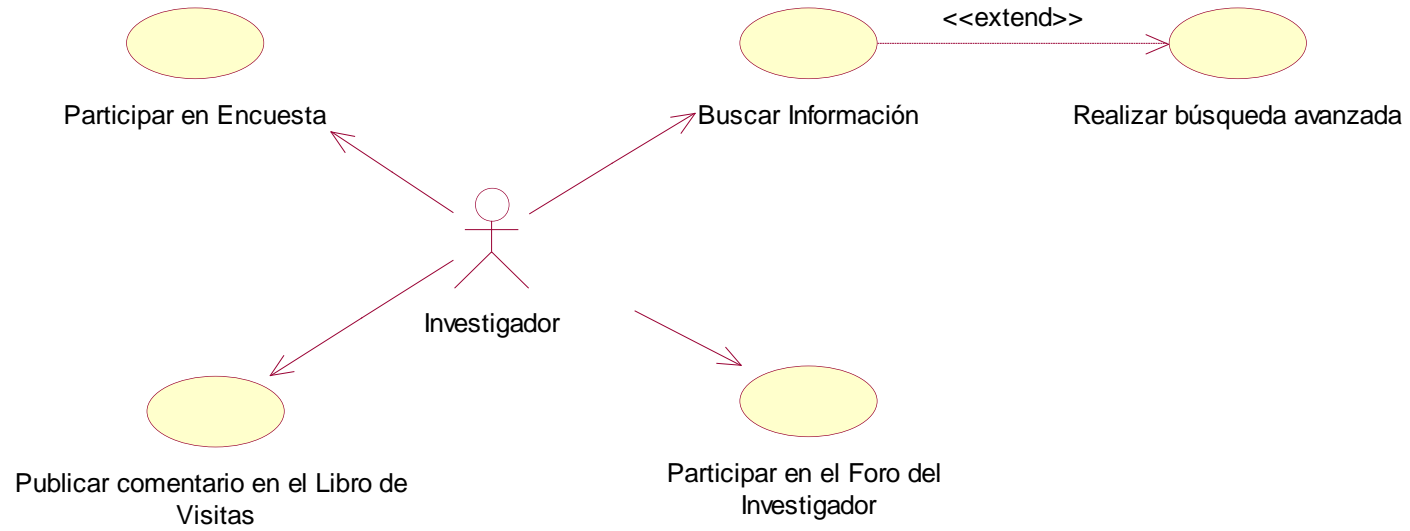 <<extend>>
Participar en Encuesta
Buscar Información
Realizar búsqueda avanzada
Investigador
Publicar comentario en el Libro de
Visitas
Participar en el Foro del
Investigador